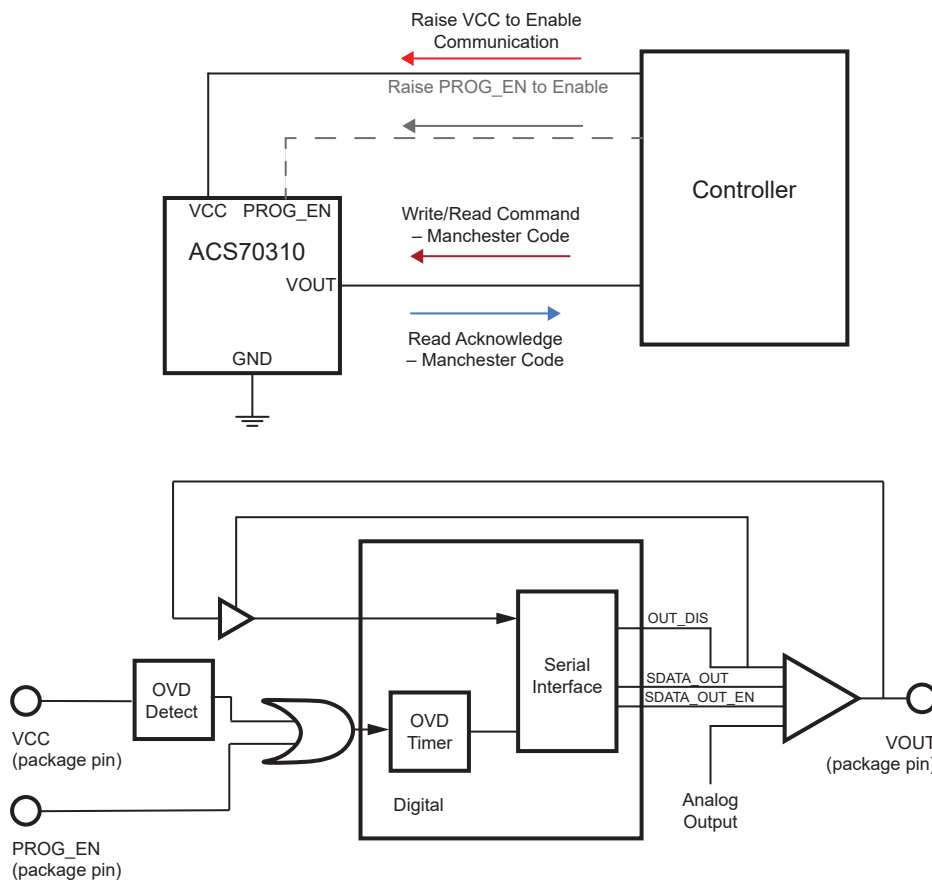 Raise VCC to Enable
Communication
Raise PROG_EN to Enable
Controller
VCC
PROG_EN
ACS70310
VOUT
GND
Write/Read Command
– Manchester Code
Read Acknowledge
– Manchester Code
OUT_DIS
Serial
Interface
SDATA_OUT
SDATA_OUT_EN
OVD
Detect
VCC
(package pin)
OVD
Timer
VOUT
(package pin)
Digital
Analog
Output
PROG_EN
(package pin)